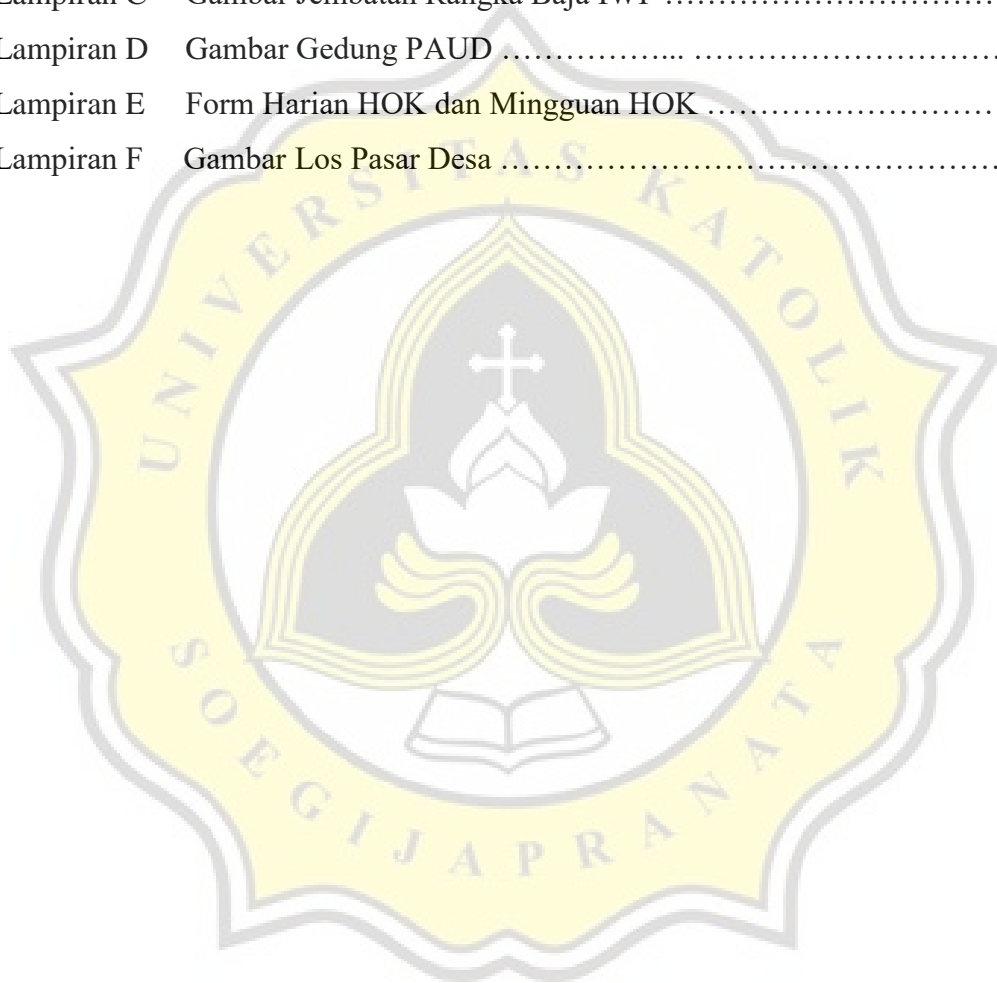 Lampiran C Gambar Jembatan Rangka Baja IWF ……………………………
Lampiran D Gambar Gedung PAUD ……………... ……………………………
Lampiran E Form Harian HOK dan Mingguan HOK ……………………………
Lampiran F Gambar Los Pasar Desa ……………………………………………
UNIVERSITAS KATOLIK
SOEGIJAPRANATA